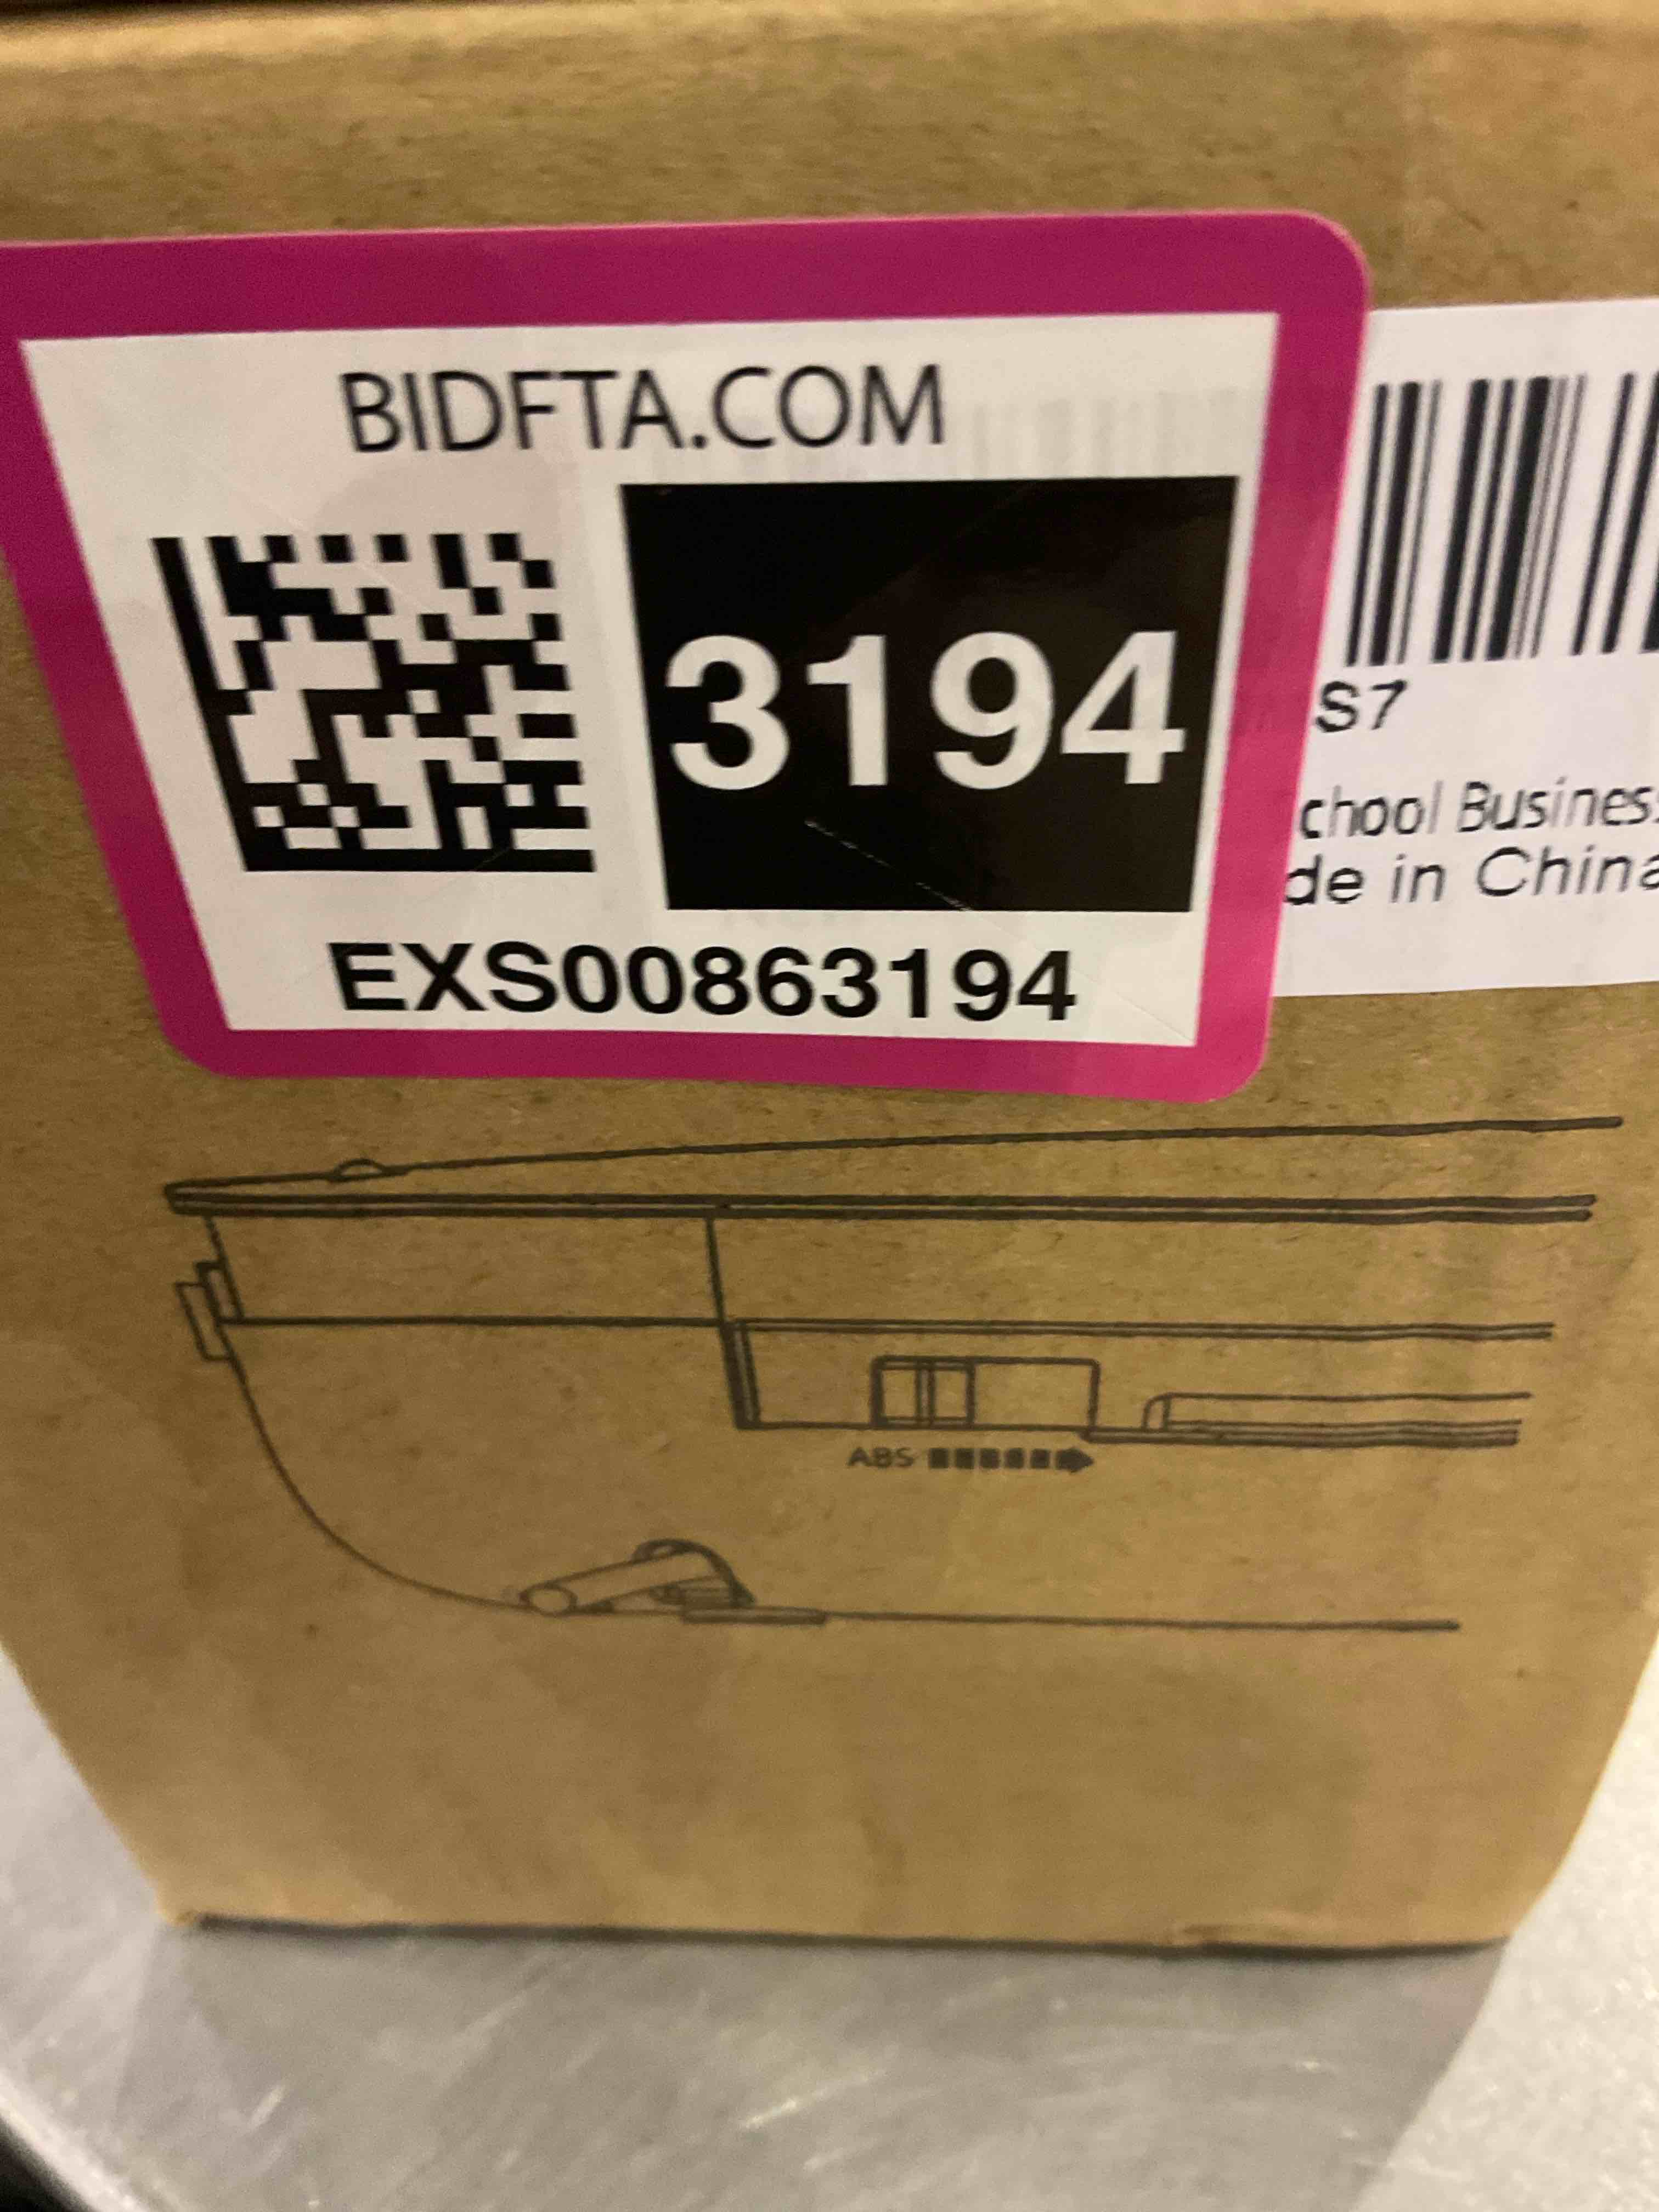 BIDFTA.COM
3194
EXS00863194
S7
chool Busines
de in China
ABS